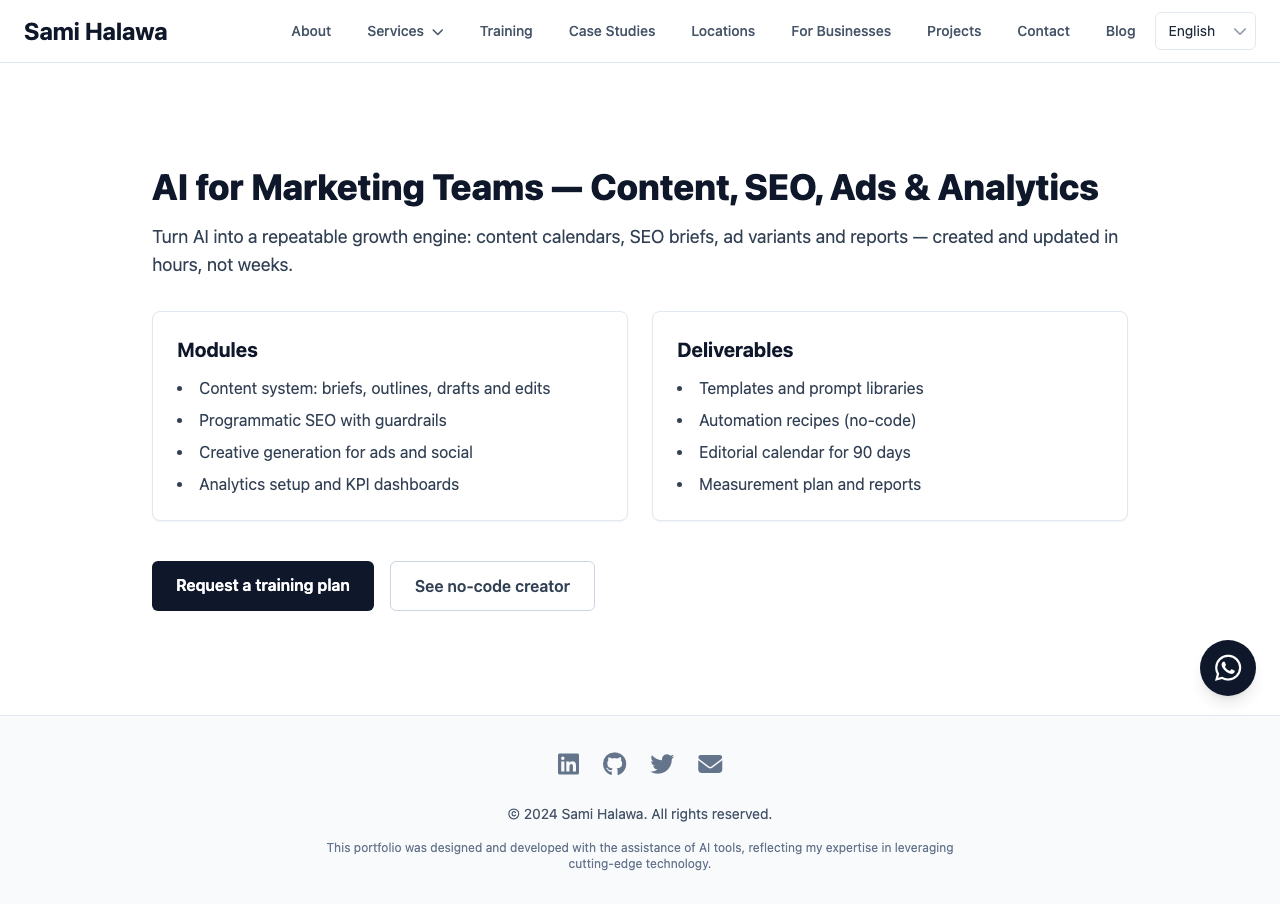 Sami Halawa
About
Services
Training
Case Studies
Locations
For Businesses
Projects
Contact
Blog
English
AI for Marketing Teams — Content, SEO, Ads & Analytics
Turn AI into a repeatable growth engine: content calendars, SEO briefs, ad variants and reports — created and updated in
hours, not weeks.
Modules
• Content system: briefs, outlines, drafts and edits
• Programmatic SEO with guardrails
• Creative generation for ads and social
• Analytics setup and KPI dashboards
Deliverables
• Templates and prompt libraries
• Automation recipes (no-code)
• Editorial calendar for 90 days
• Measurement plan and reports
Request a training plan
See no-code creator
© 2024 Sami Halawa. All rights reserved.
This portfolio was designed and developed with the assistance of AI tools, reflecting my expertise in leveraging
cutting-edge technology.